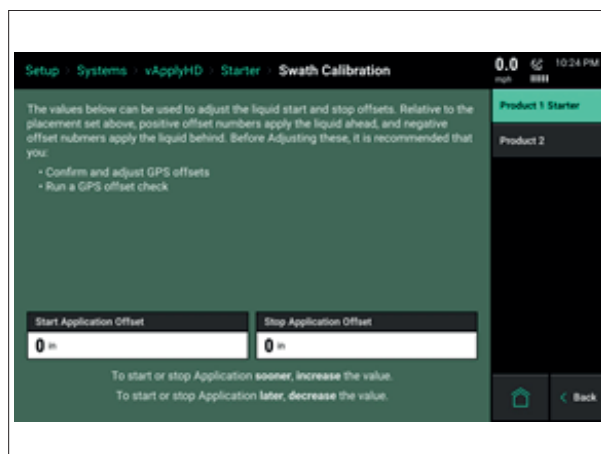 Setup > Systems > vApplyHD > Starter > Swath Calibration
0.0
mph
10:24 PM
The values below can be used to adjust the liquid start and stop offsets. Relative to the
placement set above, positive offset numbers apply the liquid ahead, and negative
offset nubmers apply the liquid behind. Before Adjusting these, it is recommended that
you:
• Confirm and adjust GPS offsets
• Run a GPS offset check
Product 1 Starter
Product 2
Start Application Offset
Stop Application Offset
0 in
0 in
To start or stop Application sooner, increase the value.
To start or stop Application later, decrease the value.
< Back